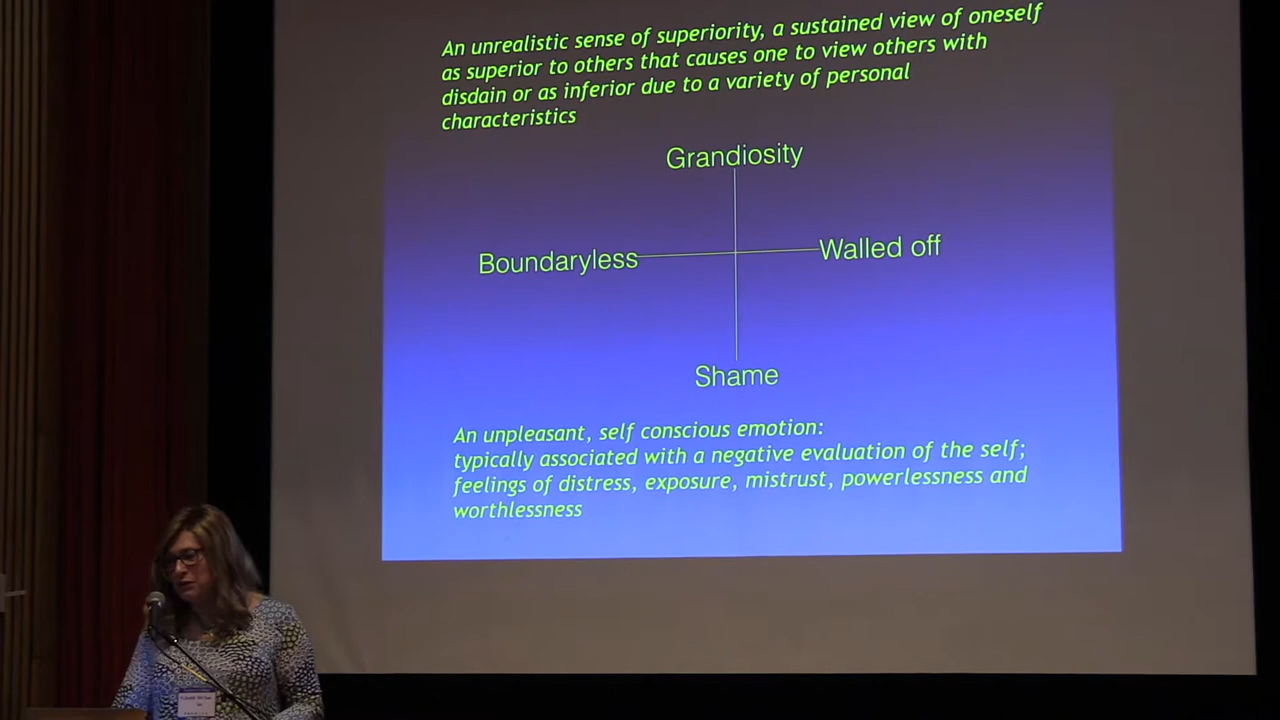 An unrealistic sense of superiority, a sustained view of oneself
as superior to others that causes one to view others with
disdain or as inferior due to a variety of personal
characteristics
Grandiosity
Boundaryless
Walled off
Shame
An unpleasant, self conscious emotion:
typically associated with a negative evaluation of the self;
feelings of distress, exposure, mistrust, powerlessness and
worthlessness